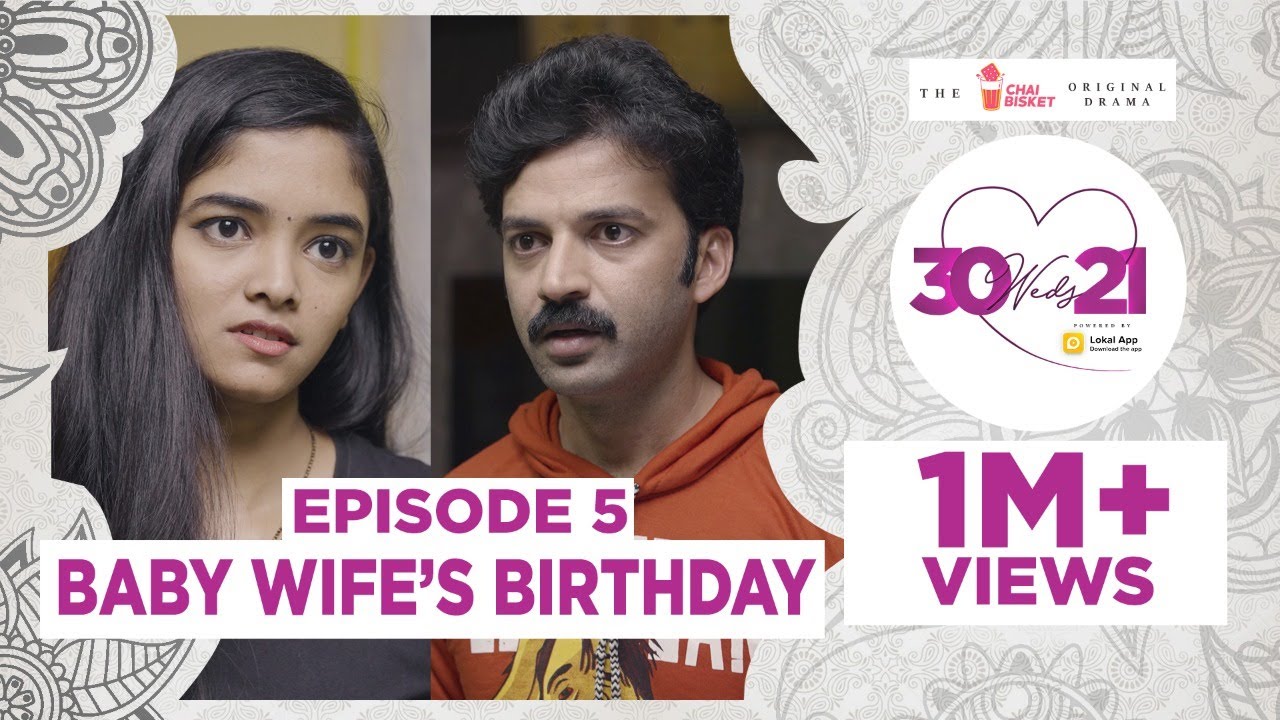 THE CHAI BISKET ORIGINAL DRAMA
30 Weds 21
POWERED BY
Lokal App
Download the app
EPISODE 5
BABY WIFE'S BIRTHDAY
1M+
VIEWS